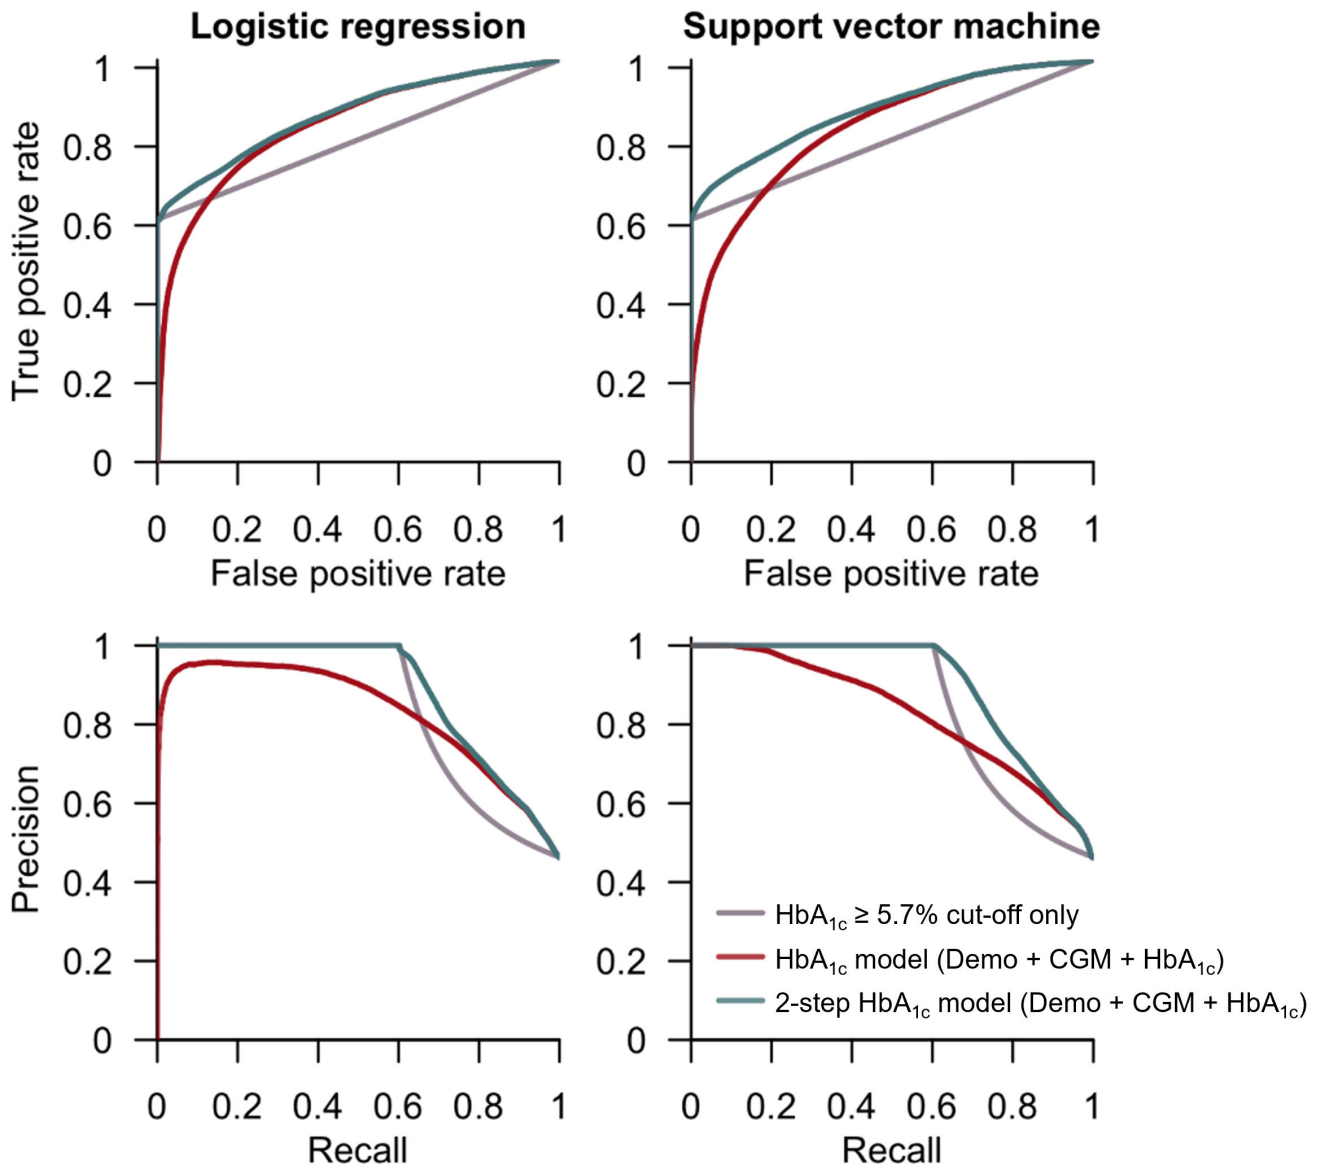 Logistic regression
Support vector machine
True positive rate
1
0.8
0.6
0.4
0.2
0
0 0.2 0.4 0.6 0.8 1
False positive rate
1
0.8
0.6
0.4
0.2
0
0 0.2 0.4 0.6 0.8 1
False positive rate
Precision
1
0.8
0.6
0.4
0.2
0
0 0.2 0.4 0.6 0.8 1
Recall
1
0.8
0.6
0.4
0.2
0
HbA1c ≥ 5.7% cut-off only
HbA1c model (Demo + CGM + HbA1c)
2-step HbA1c model (Demo + CGM + HbA1c)
0 0.2 0.4 0.6 0.8 1
Recall